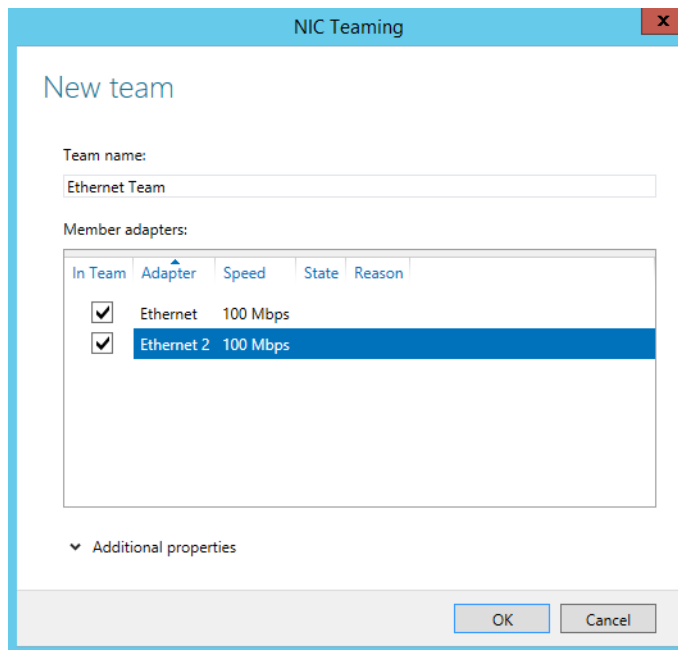 NIC Teaming
x
New team
Team name:
Ethernet Team
Member adapters:
In Team Adapter Speed State Reason
Ethernet 100 Mbps
Ethernet 2 100 Mbps
Additional properties
OK Cancel